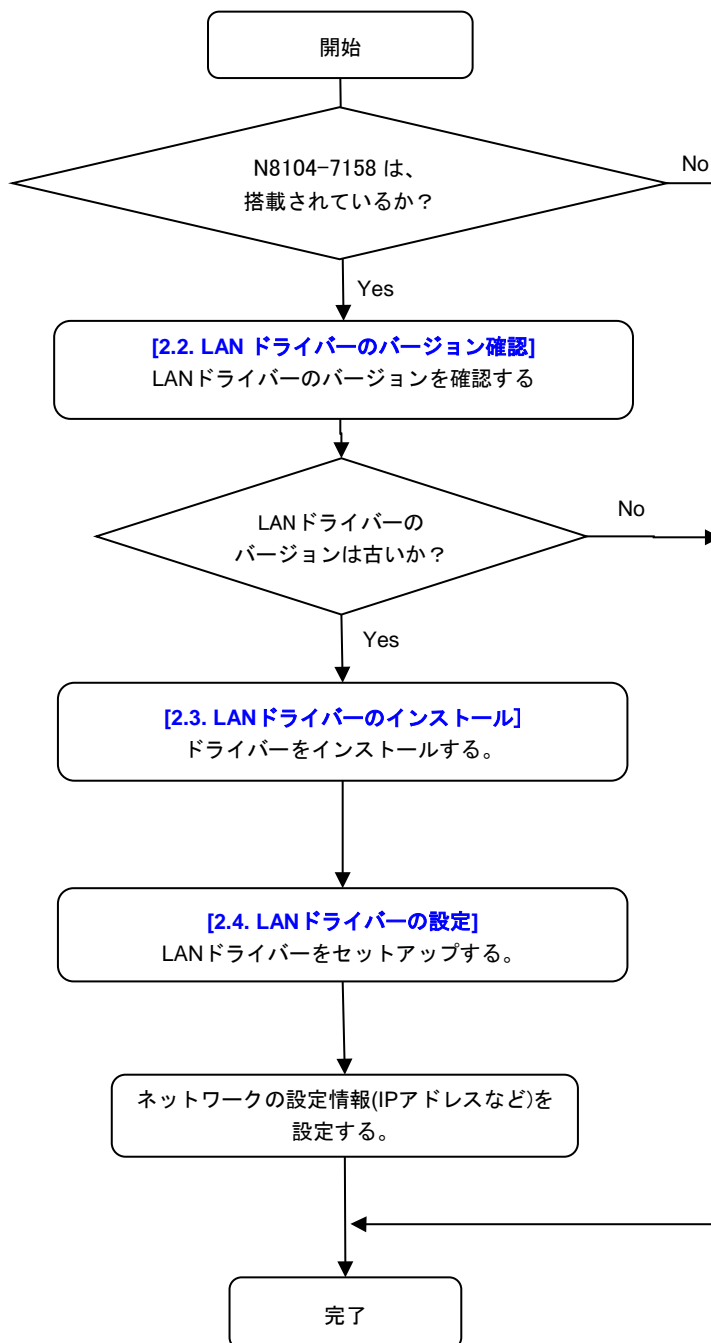 開始
N8104-7158 は、
搭載されているか？
No
Yes
[2.2. LAN ドライバーのバージョン確認]
LANドライバーのバージョンを確認する
LANドライバーの
バージョンは古いか？
No
Yes
[2.3. LANドライバーのインストール]
ドライバーをインストールする。
[2.4. LANドライバーの設定]
LANドライバーをセットアップする。
ネットワークの設定情報(IPアドレスなど)を
設定する。
完了